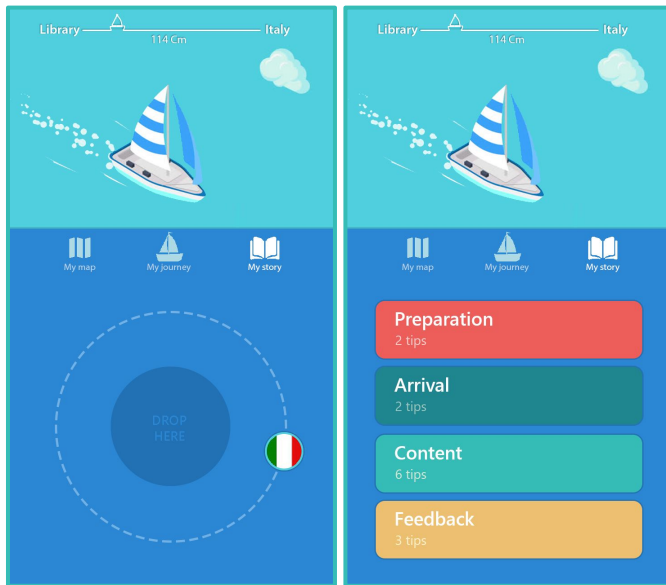 Library
Italy
114 Cm
My map
My journey
My story
DROP
HERE
Library
Italy
114 Cm
My map
My journey
My story
Preparation
2 tips
Arrival
2 tips
Content
6 tips
Feedback
3 tips